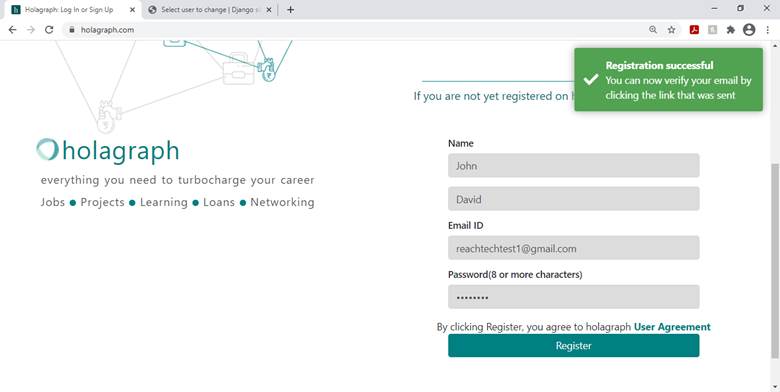 Holagraph: Log In or Sign Up
Select user to change | Django si
holagraph.com
Registration successful
You can now verify your email by
clicking the link that was sent
If you are not yet registered on h
holagraph
everything you need to turbocharge your career
Jobs ● Projects ● Learning ● Loans ● Networking
Name
John
David
Email ID
reachtechtest1@gmail.com
Password(8 or more characters)
••••••••
By clicking Register, you agree to holagraph User Agreement
Register